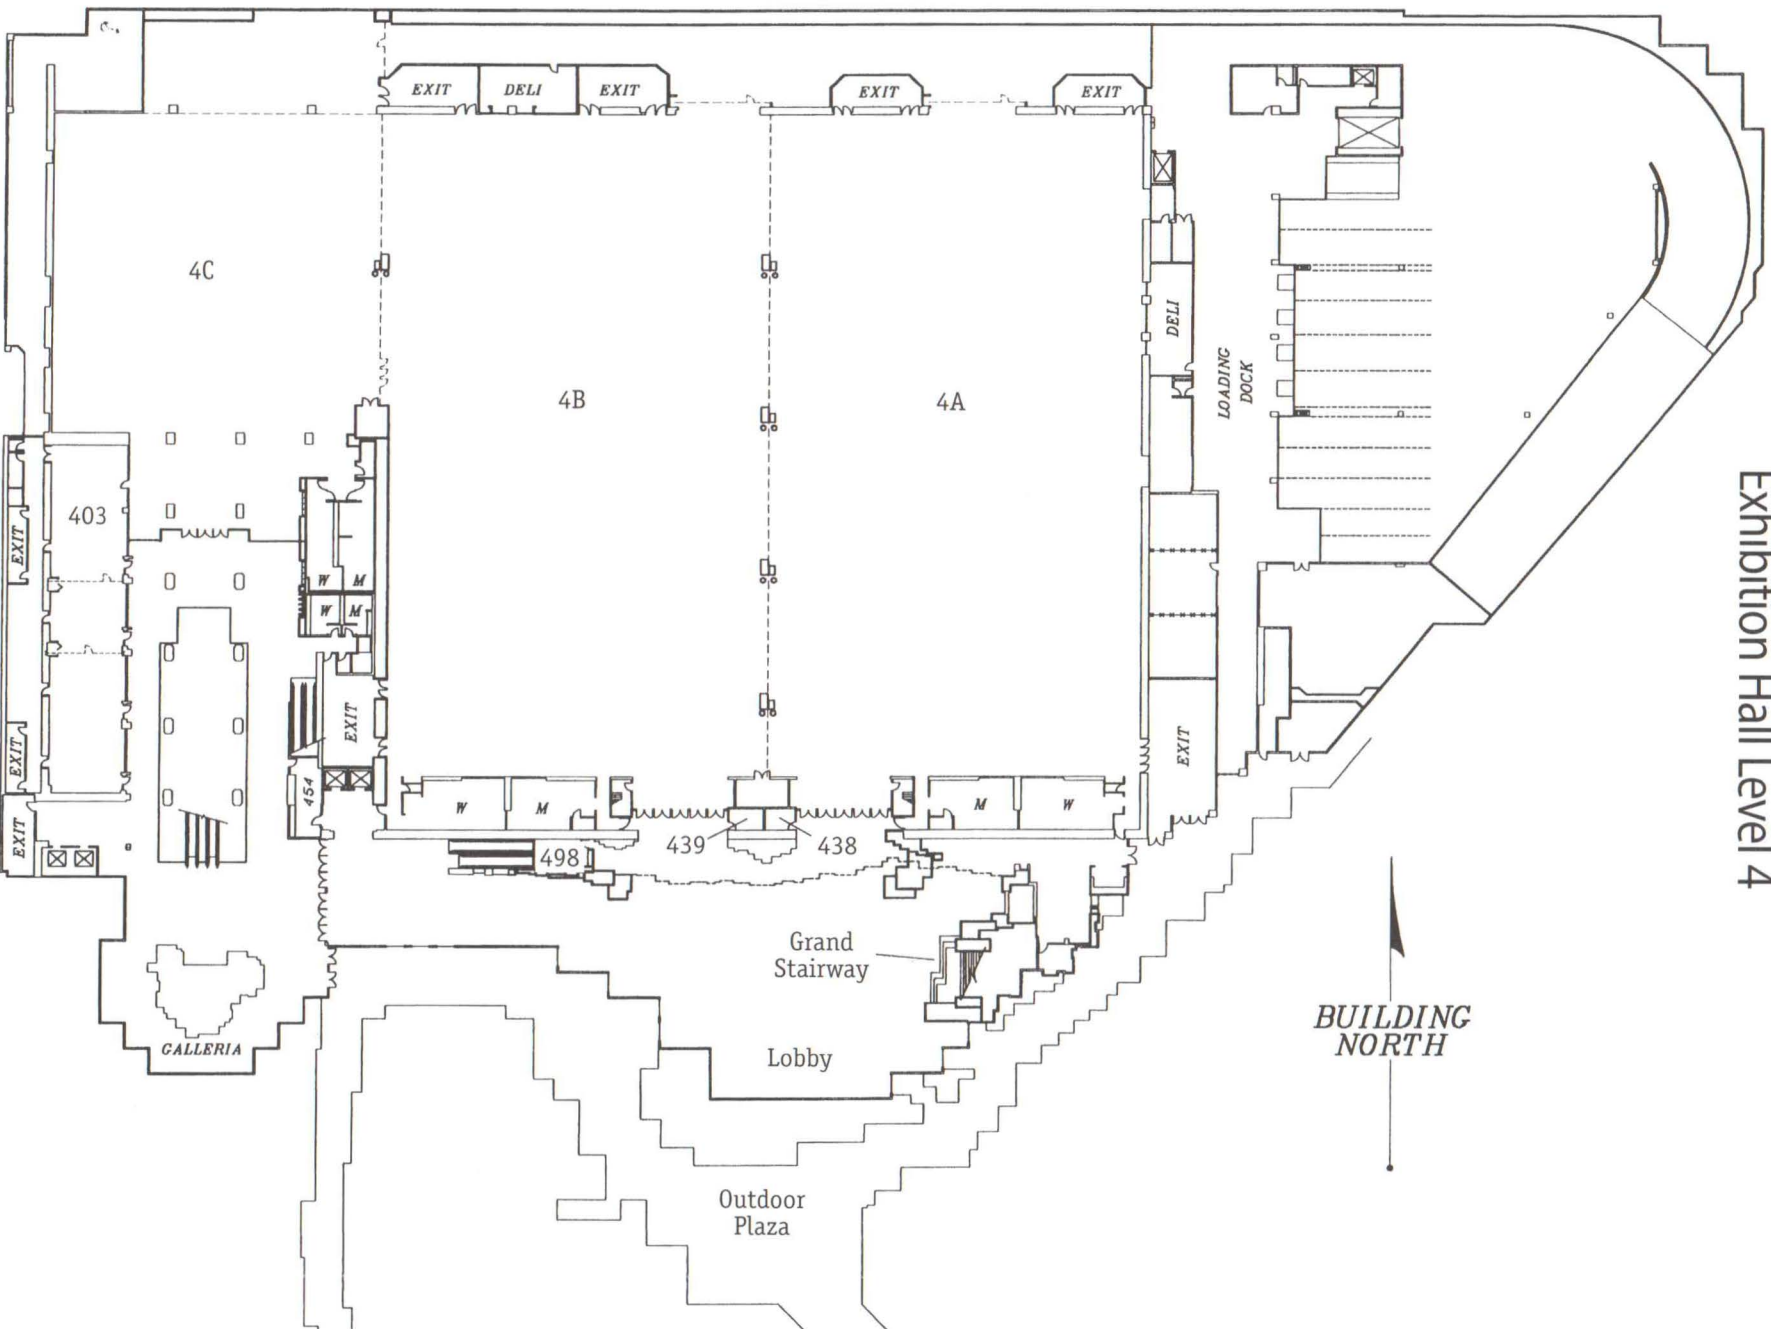 EXIT
DELI
EXIT
EXIT
EXIT
4C
DELI
LOADING
DOCK
4B
4A
403
EXIT
W
M
W
M
EXIT
EXIT
EXIT
454
W
M
M
W
EXIT
439
438
498
Grand
Stairway
GALLERIA
Lobby
BUILDING
NORTH
Outdoor
Plaza
Exhibition Hall Level 4